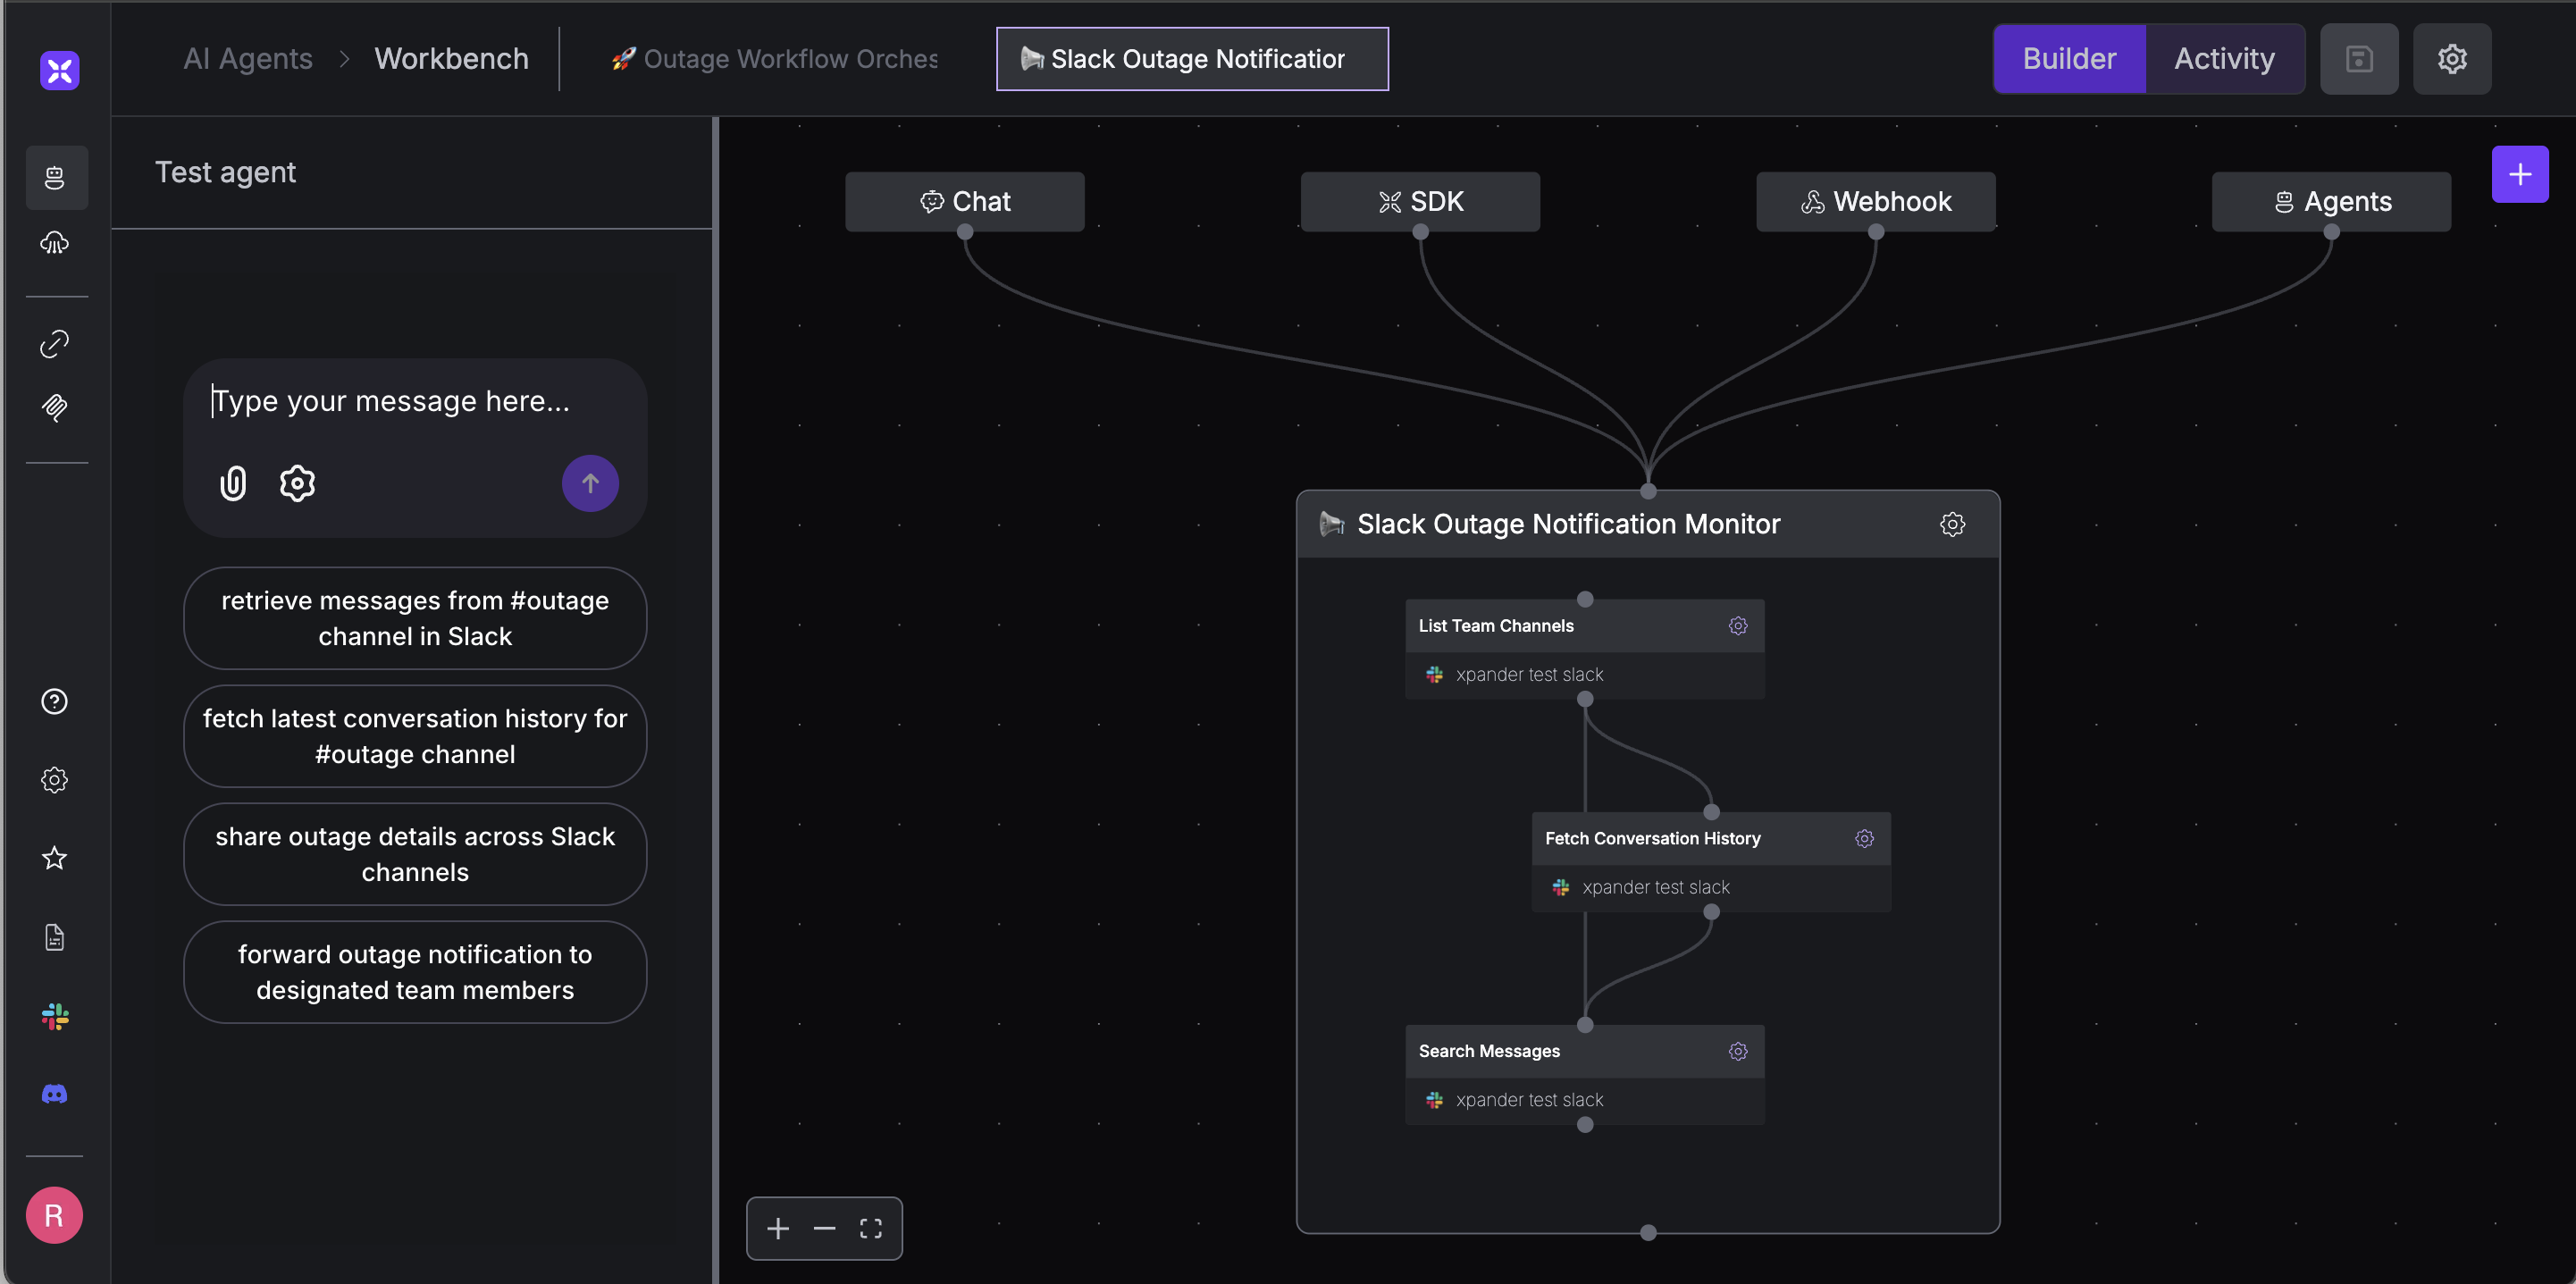 AI Agents > Workbench
🚀 Outage Workflow Orches
Slack Outage Notificatior
Builder
Activity
Test agent
Type your message here...
retrieve messages from #outage
channel in Slack
fetch latest conversation history for
#outage channel
share outage details across Slack
channels
forward outage notification to
designated team members
R
Chat
SDK
Webhook
Agents
Slack Outage Notification Monitor
List Team Channels
xpander test slack
Fetch Conversation History
xpander test slack
Search Messages
xpander test slack